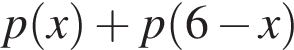 p(x) + p(6 − x)